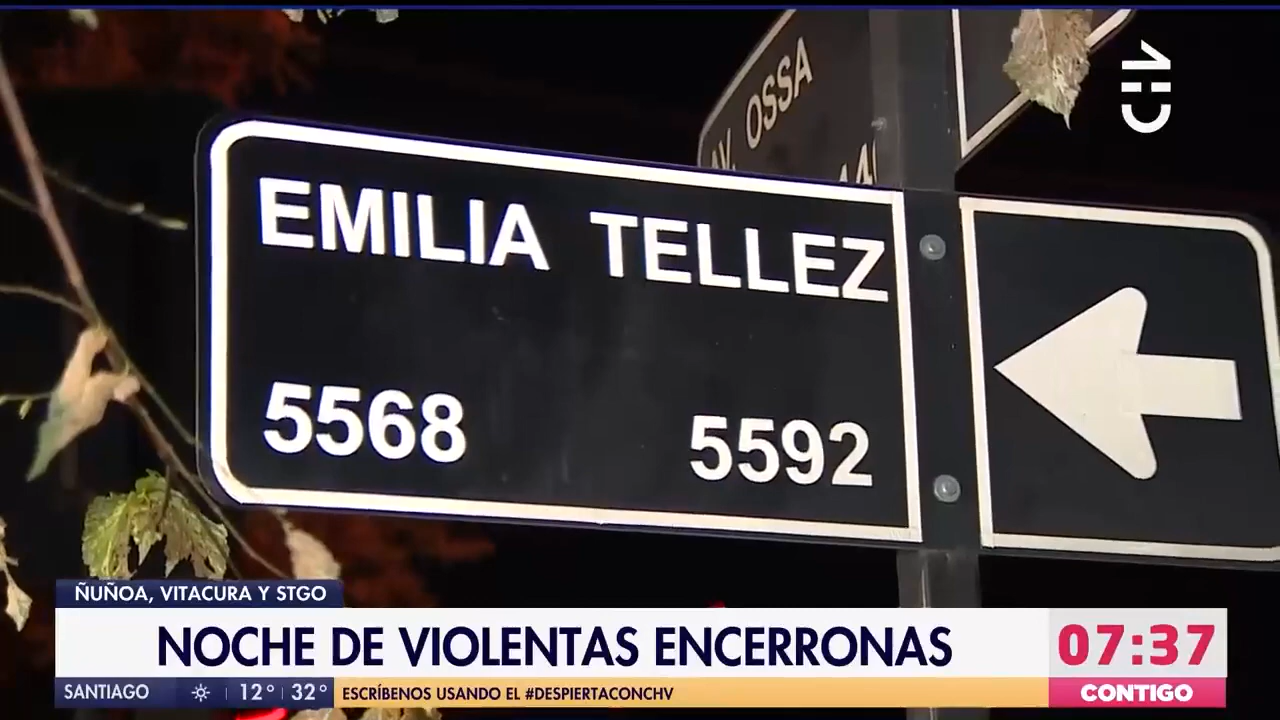 AV. OSSA
CHV
EMILIA TELLEZ
5568 5592
ÑUÑOA, VITACURA Y STGO
NOCHE DE VIOLENTAS ENCERRONAS
07:37
SANTIAGO 12° 32° ESCRÍBENOS USANDO EL #DESPIERTACONCHV
CONTIGO